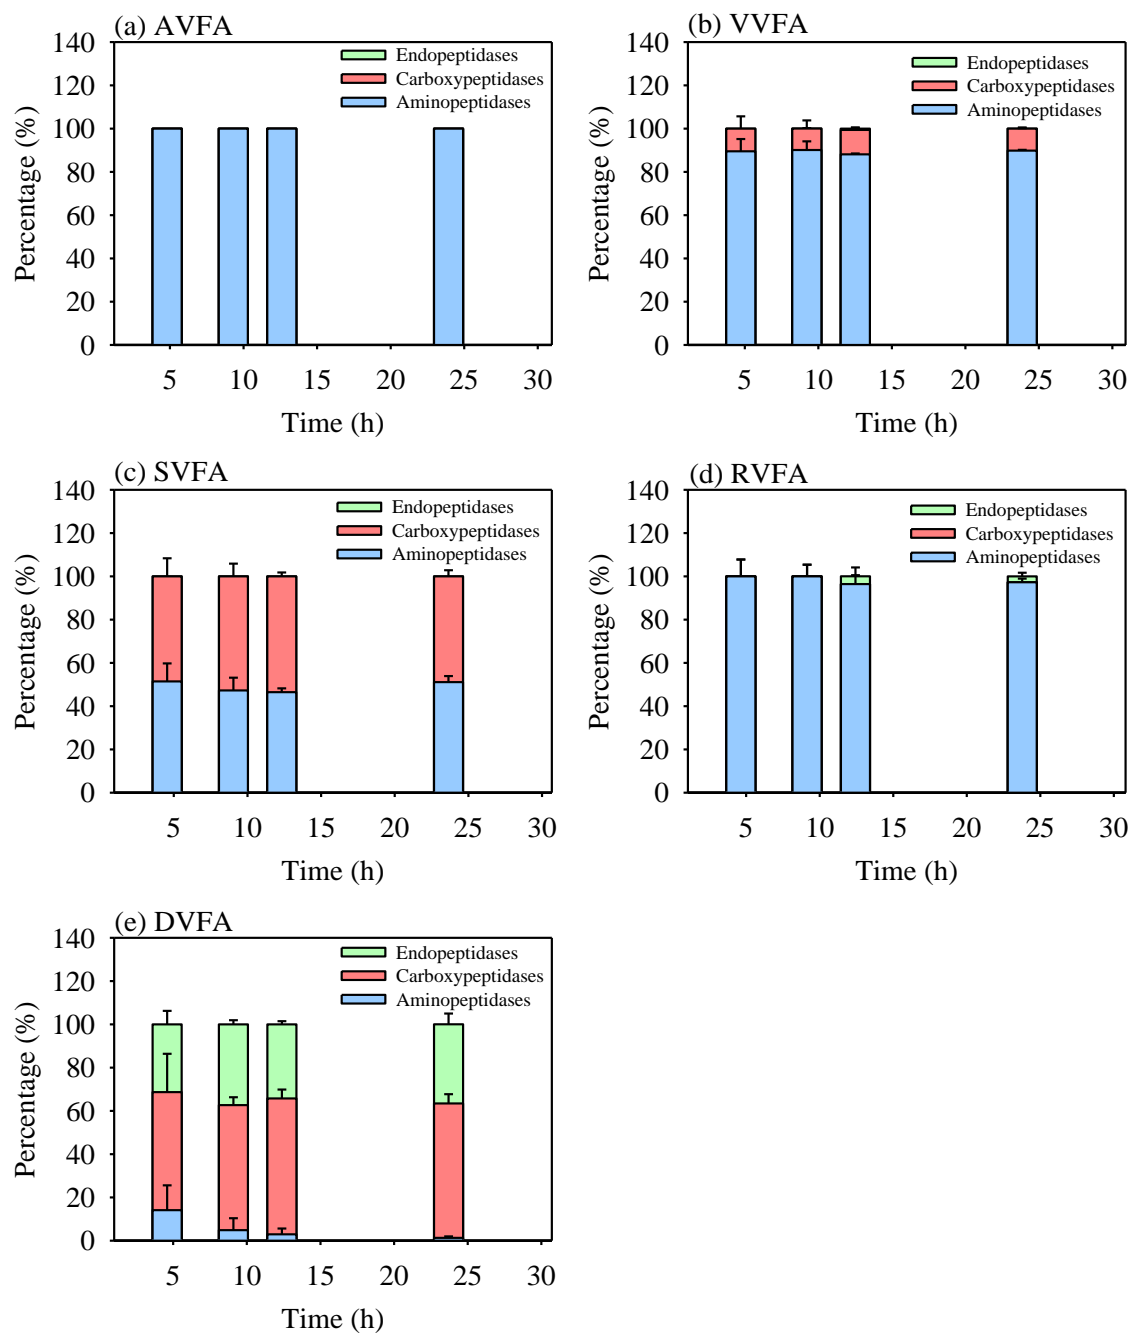 (a) AVFA
140
120
100
80
60
40
20
0
Percentage (%)
Endopeptidases
Carboxypeptidases
Aminopeptidases
5 10 15 20 25 30
Time (h)
(b) VVFA
140
120
100
80
60
40
20
0
Percentage (%)
Endopeptidases
Carboxypeptidases
Aminopeptidases
5 10 15 20 25 30
Time (h)
(c) SVFA
140
120
100
80
60
40
20
0
Percentage (%)
Endopeptidases
Carboxypeptidases
Aminopeptidases
5 10 15 20 25 30
Time (h)
(d) RVFA
140
120
100
80
60
40
20
0
Percentage (%)
Endopeptidases
Carboxypeptidases
Aminopeptidases
5 10 15 20 25 30
Time (h)
(e) DVFA
140
120
100
80
60
40
20
0
Percentage (%)
Endopeptidases
Carboxypeptidases
Aminopeptidases
5 10 15 20 25 30
Time (h)